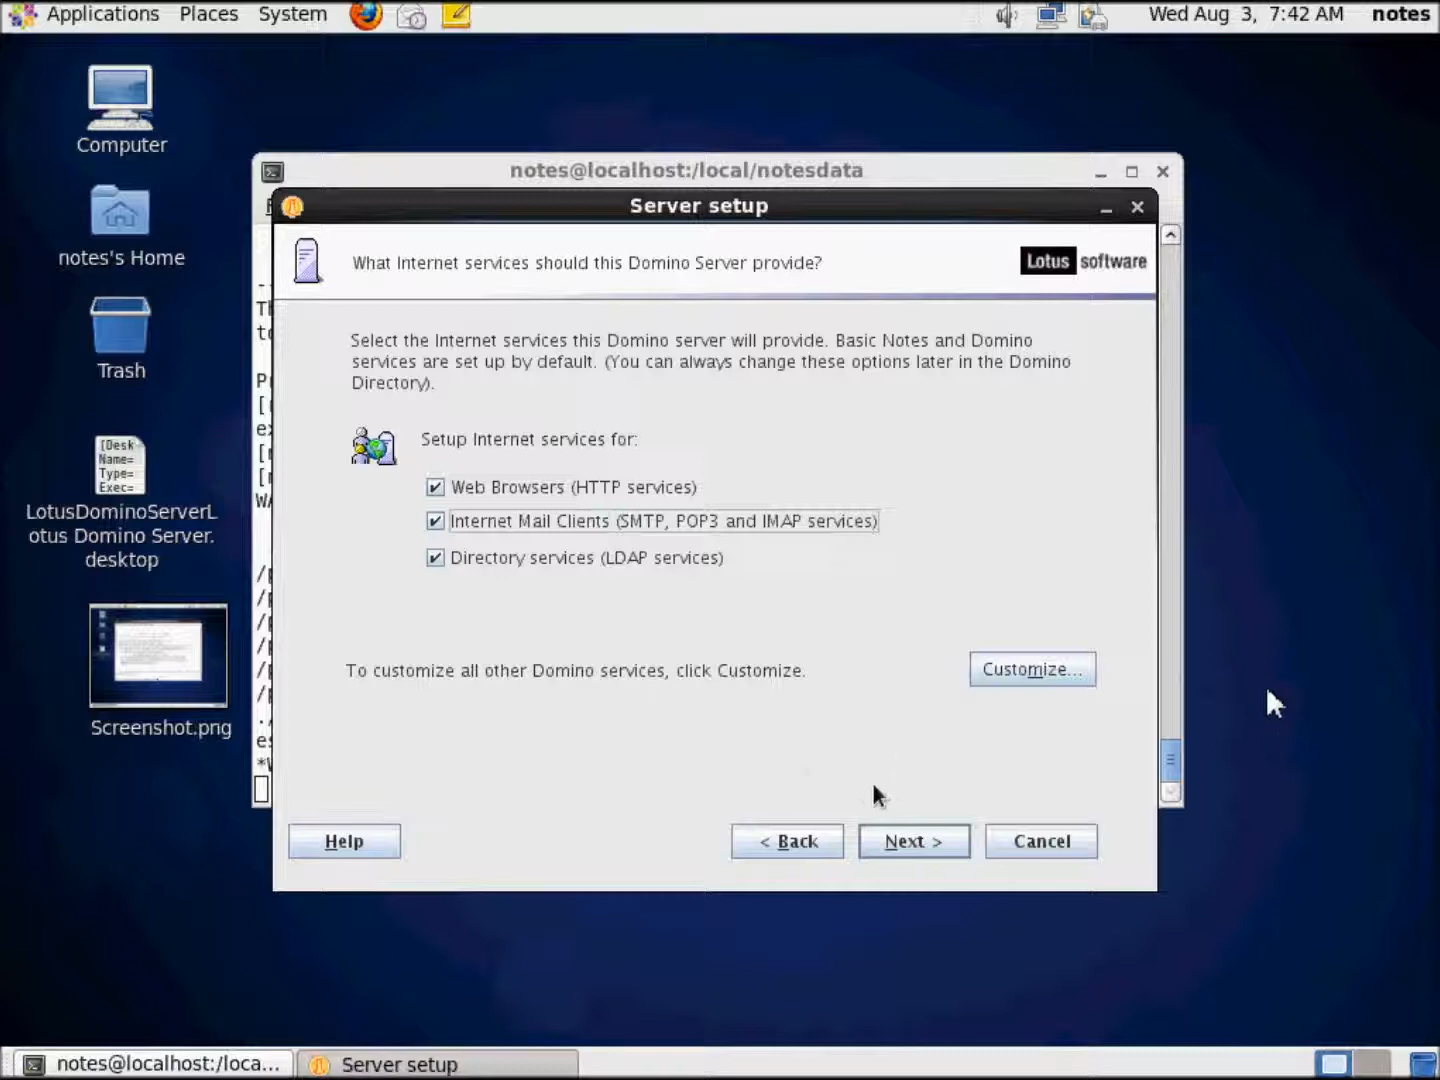 Applications Places System Wed Aug 3, 7:42 AM notes
Computer
notes's Home
Trash
[Desk
Name=
Type=
Exec=
LotusDominoServerL
otus Domino Server.
desktop
Screenshot.png
notes@localhost:/local/notesdata
Server setup
What Internet services should this Domino Server provide?
Lotus software
Select the Internet services this Domino server will provide. Basic Notes and Domino
services are set up by default. (You can always change these options later in the Domino
Directory).
Setup Internet services for:
Web Browsers (HTTP services)
Internet Mail Clients (SMTP, POP3 and IMAP services)
Directory services (LDAP services)
To customize all other Domino services, click Customize.
Customize...
Help
< Back
Next >
Cancel
notes@localhost:/loca...
Server setup